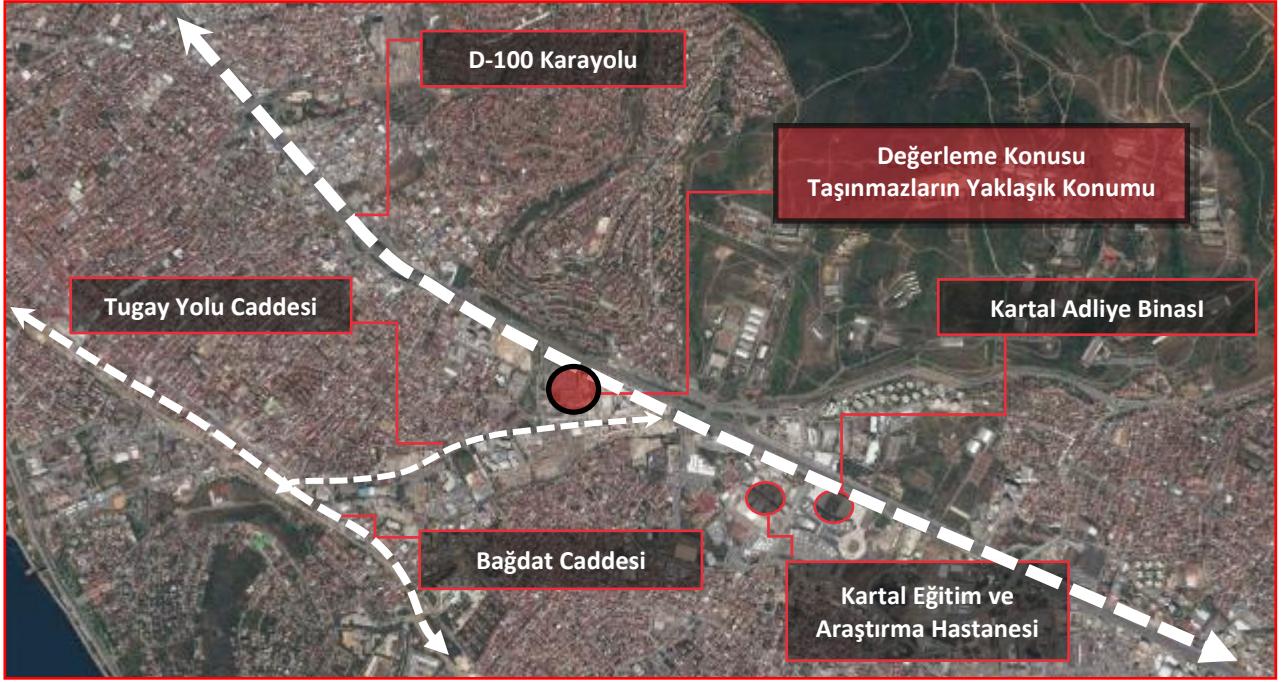 D-100 Karayolu
Değerleme Konusu
Taşınmazların Yaklaşık Konumu
Tugay Yolu Caddesi
Kartal Adliye BinasI
Bağdat Caddesi
Kartal Eğitim ve
Araştırma Hastanesi